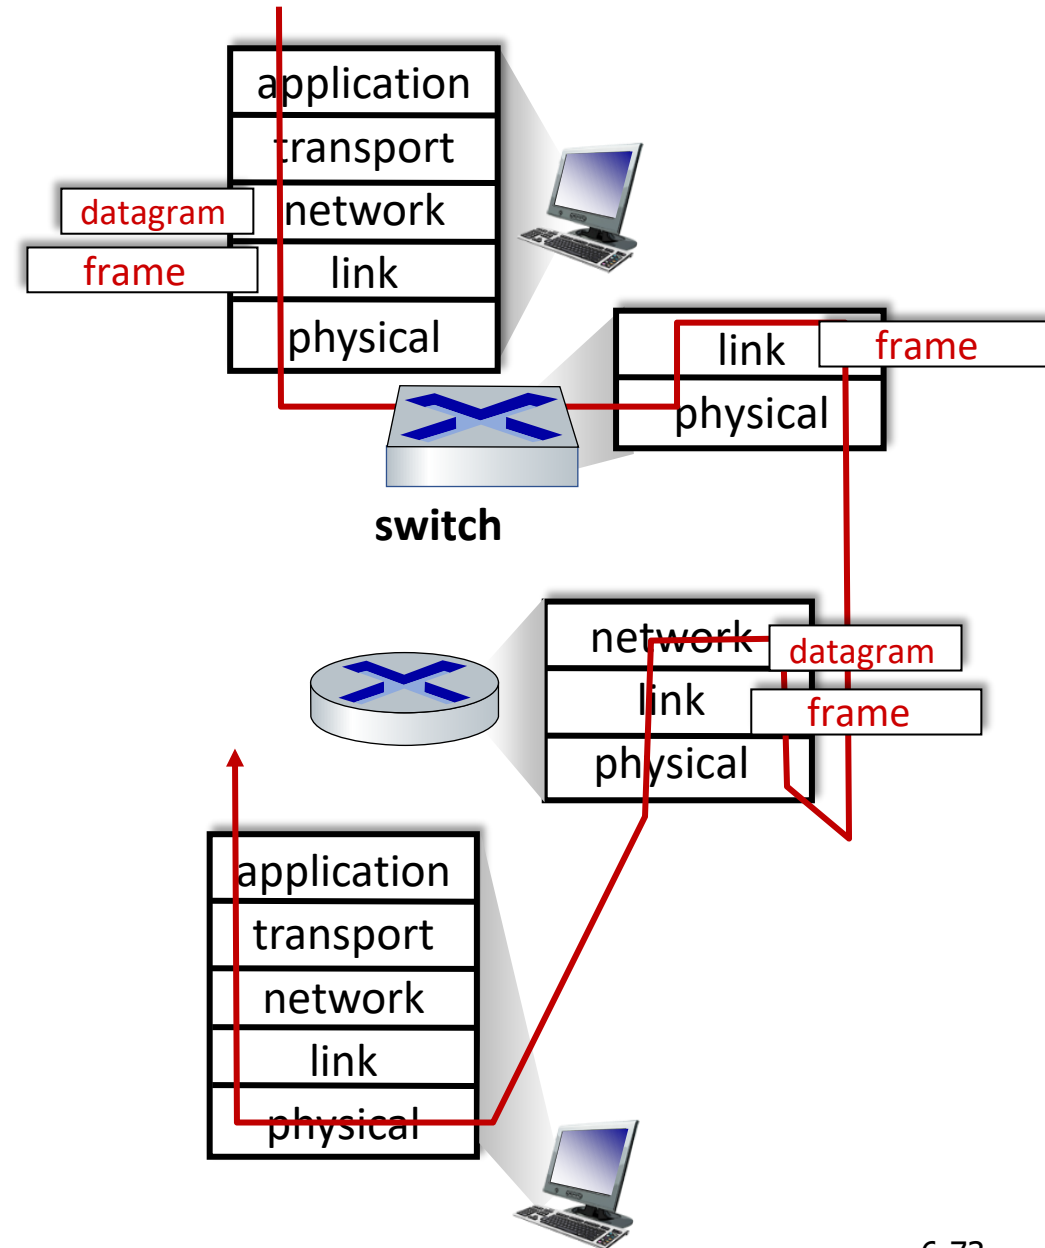 application
transport
datagram
network
frame
link
physical
link
frame
physical
switch
network
datagram
link
frame
physical
application
transport
network
link
physical